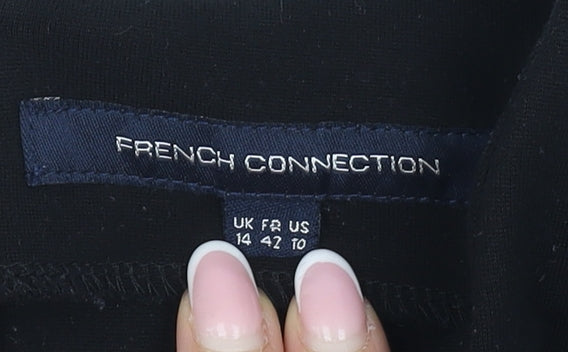 FRENCH CONNECTION
UK FR US
14 42 10